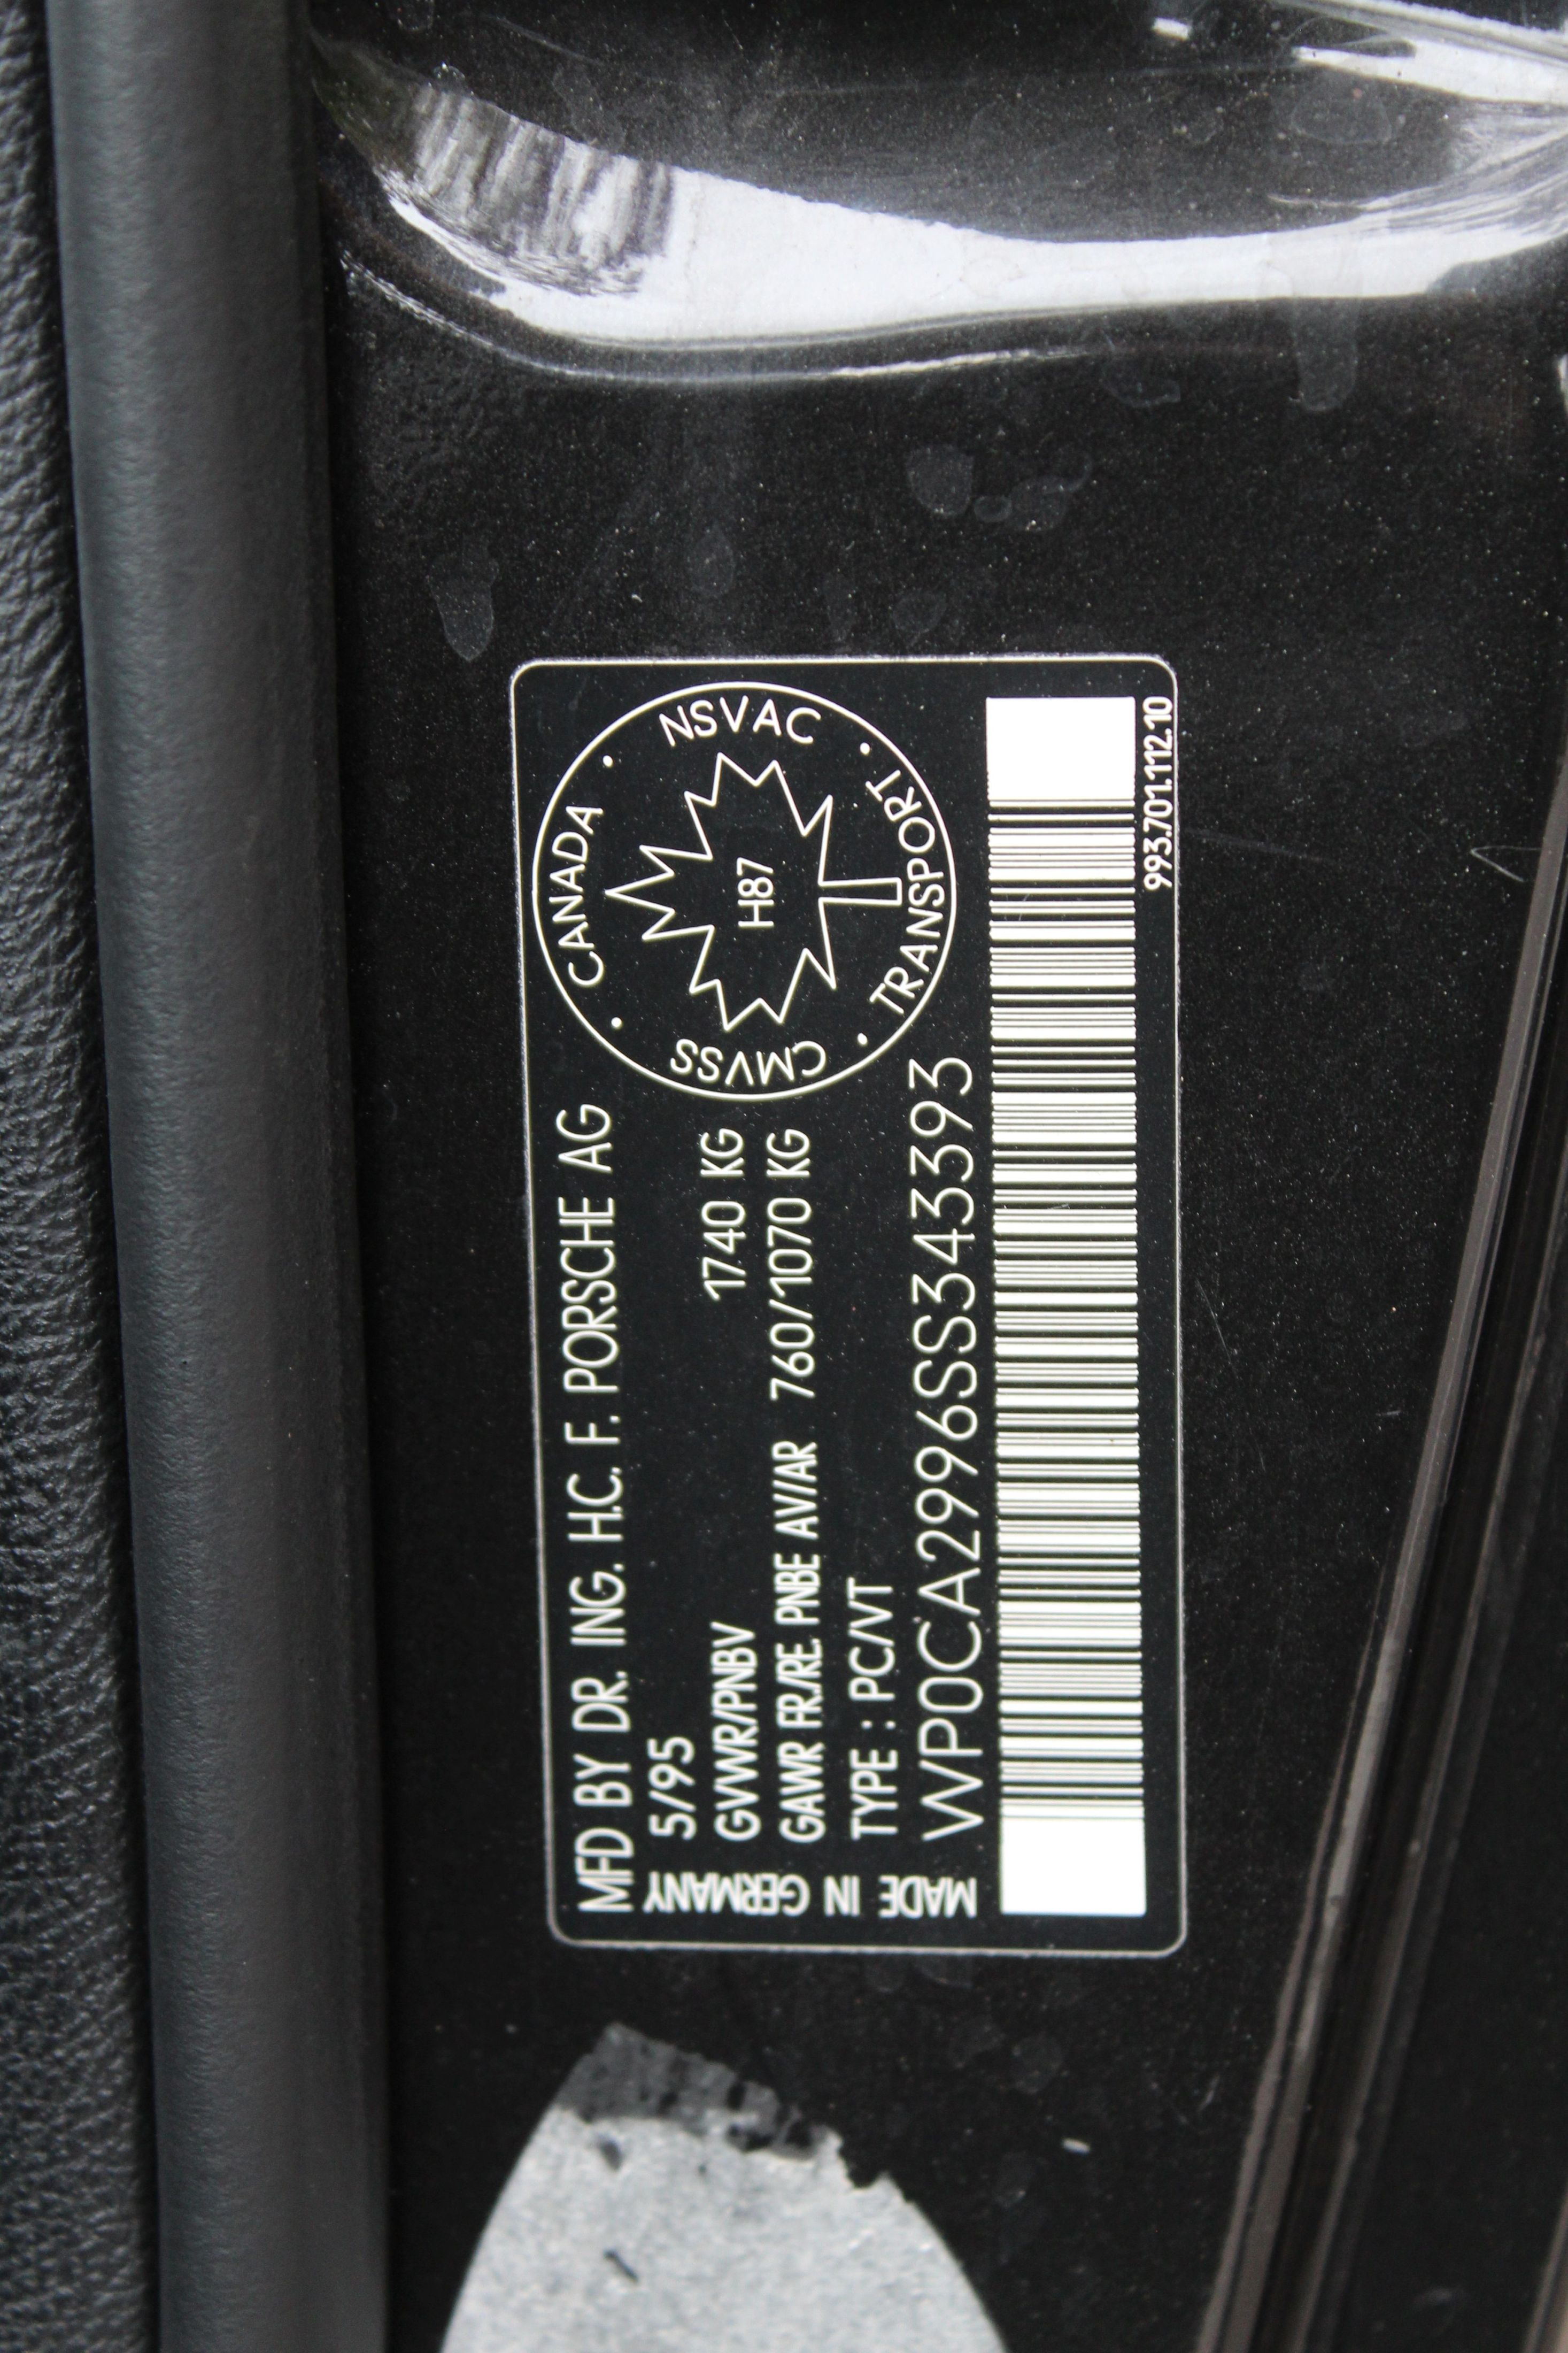 MFD BY DR. ING. H.C. F. PORSCHE AG
5/95
GVWR/PNBV 1740 KG
GAWR FR./RE. PNBE AV/AR 760/1070 KG
TYPE : PC/VT
WP0CA2996SS343393
MADE IN GERMANY
CANADA · NSVAC · TRANSPORT · CMVSS ·
H87
993.701.112.10